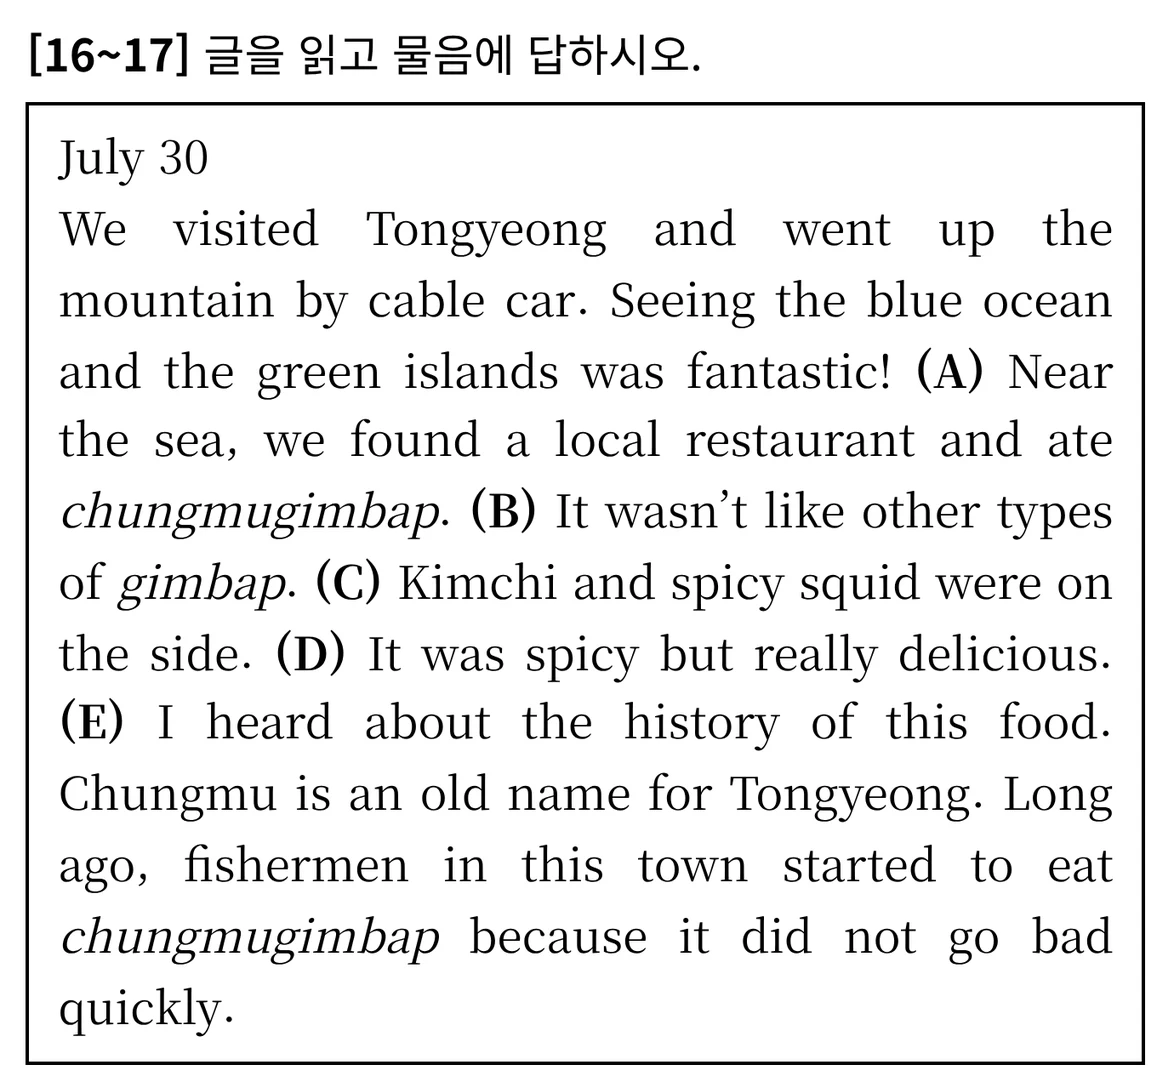 [16~17] 글을 읽고 물음에 답하시오.
July 30
We visited Tongyeong and went up the
mountain by cable car. Seeing the blue ocean
and the green islands was fantastic! (A) Near
the sea, we found a local restaurant and ate
chungmugimbap. (B) It wasn’t like other types
of gimbap. (C) Kimchi and spicy squid were on
the side. (D) It was spicy but really delicious.
(E) I heard about the history of this food.
Chungmu is an old name for Tongyeong. Long
ago, fishermen in this town started to eat
chungmugimbap because it did not go bad
quickly.